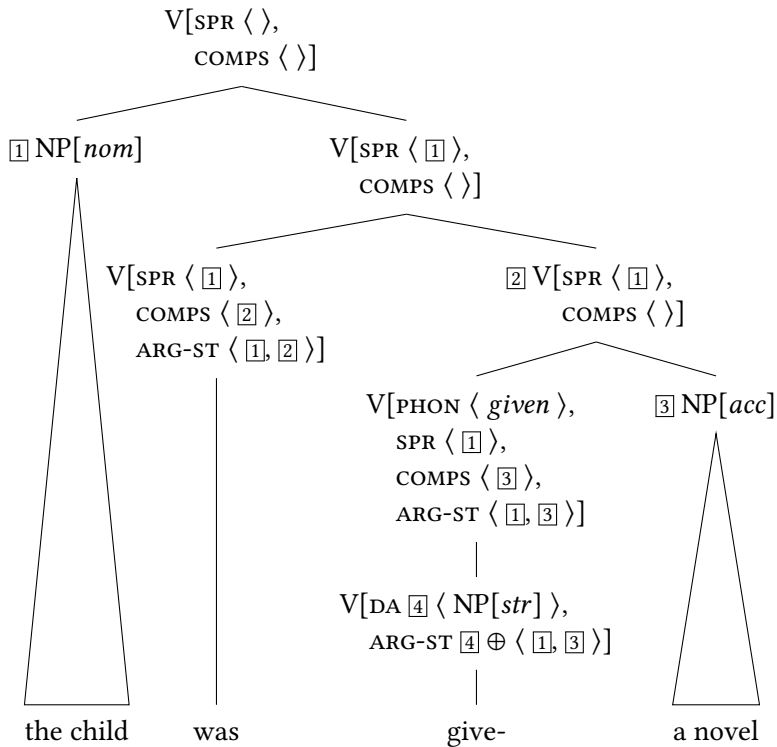 V[SPR ⟨ ⟩,
COMPS ⟨ ⟩]
1 NP[nom]
V[SPR ⟨ 1 ⟩,
COMPS ⟨ ⟩]
V[SPR ⟨ 1 ⟩,
COMPS ⟨ 2 ⟩,
ARG-ST ⟨ 1, 2 ⟩]
2 V[SPR ⟨ 1 ⟩,
COMPS ⟨ ⟩]
V[PHON ⟨ given ⟩,
SPR ⟨ 1 ⟩,
COMPS ⟨ 3 ⟩,
ARG-ST ⟨ 1, 3 ⟩]
3 NP[acc]
V[DA 4 ⟨ NP[str] ⟩,
ARG-ST 4 ⊕ ⟨ 1, 3 ⟩]
the child was give- a novel